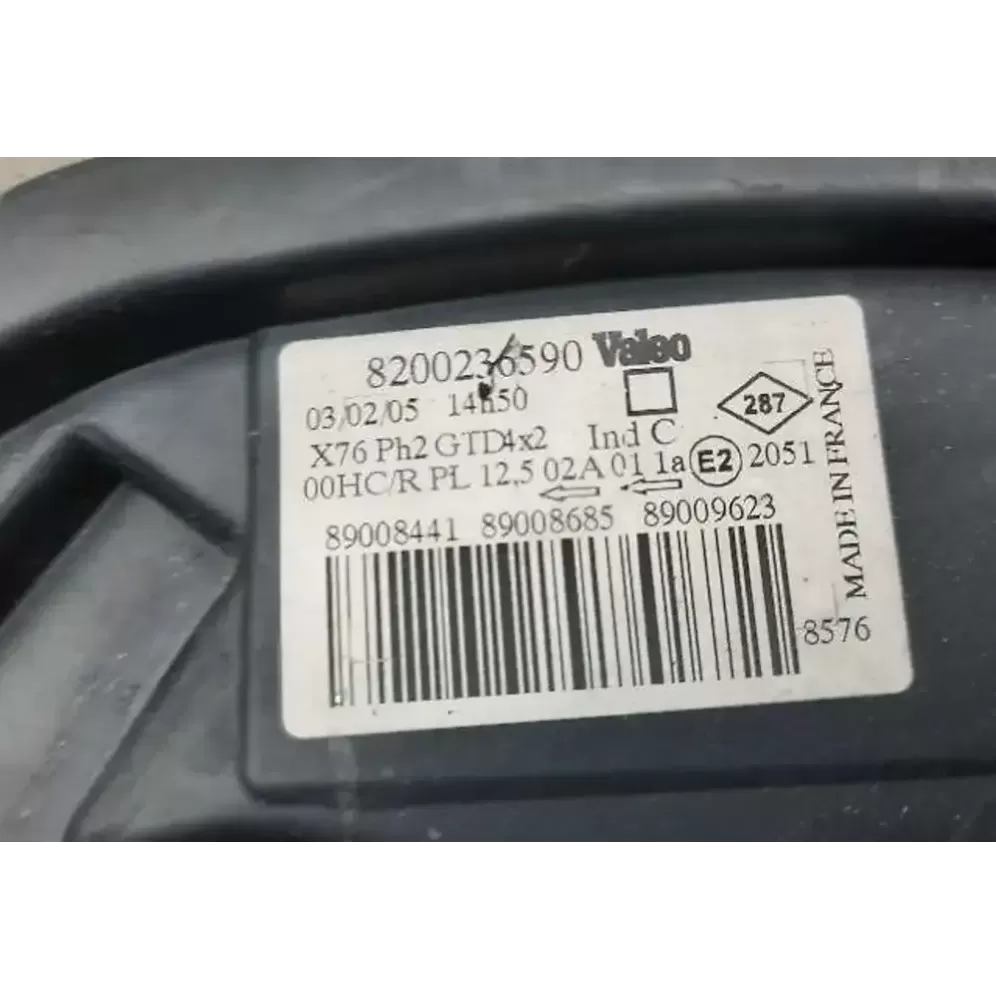 8200236590 Valeo
03/02/05 14h50
287
X76 Ph2 GTD4x2 Ind C
00HC/R PL 12,5 02A 01 1a E2 2051
89008441 89008685 89009623
8576
MADE IN FRANCE